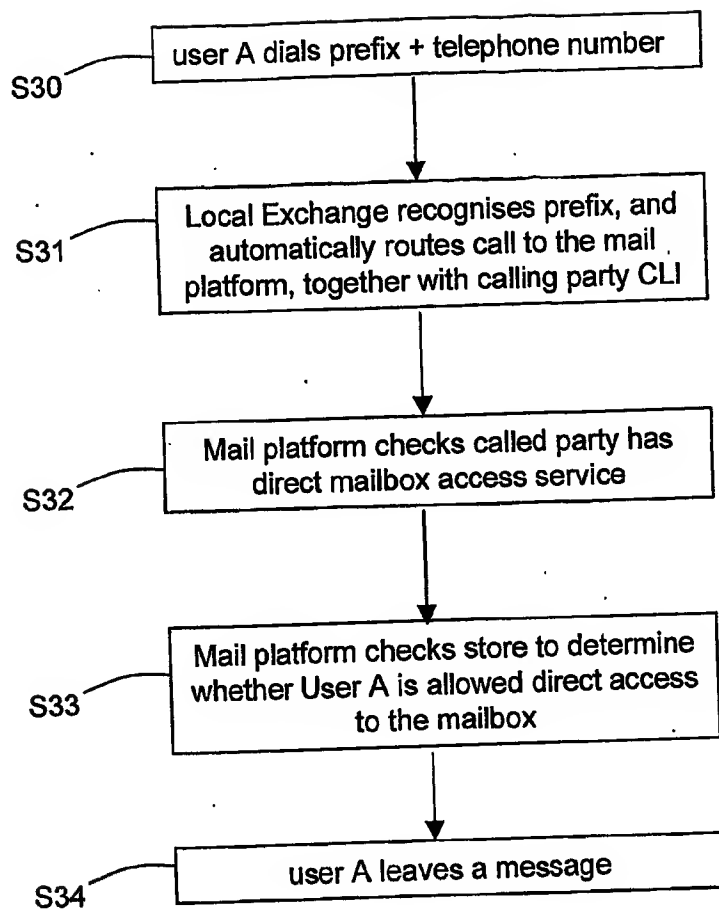 user A dials prefix + telephone number
S30
Local Exchange recognises prefix, and
automatically routes call to the mail
platform, together with calling party CLI
S31
Mail platform checks called party has
direct mailbox access service
S32
Mail platform checks store to determine
whether User A is allowed direct access
to the mailbox
S33
user A leaves a message
S34